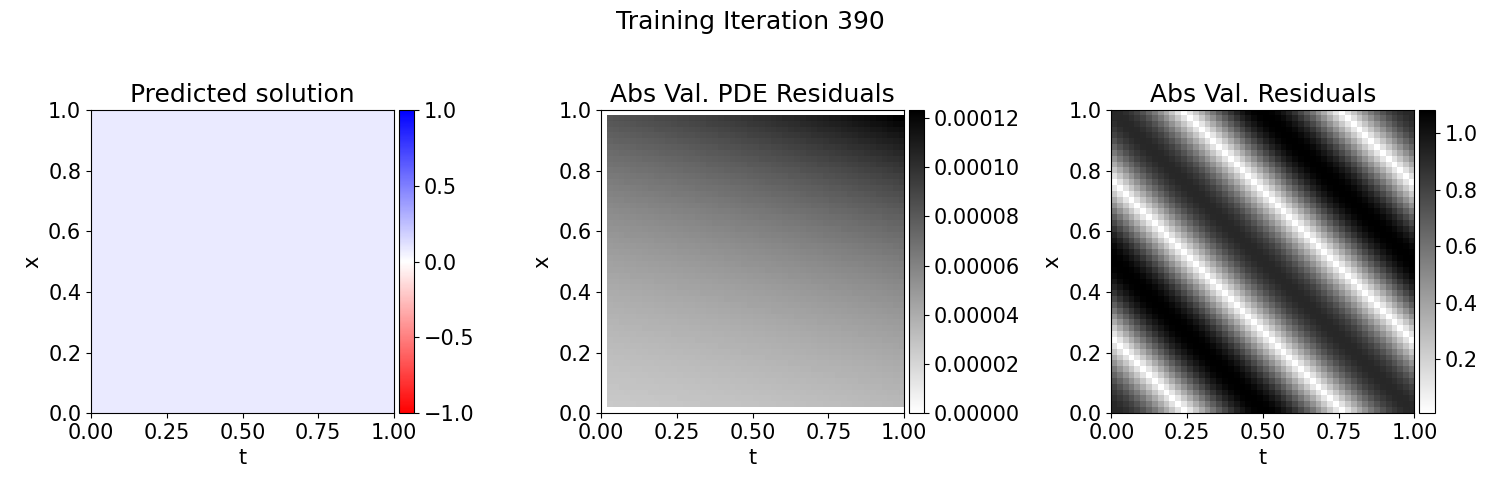 Training Iteration 390
Predicted solution
1.0
0.8
0.6
0.4
0.2
0.0
x
0.00 0.25 0.50 0.75 1.00
t
1.0
0.5
0.0
−0.5
−1.0
Abs Val. PDE Residuals
1.0
0.8
0.6
0.4
0.2
0.0
x
0.00 0.25 0.50 0.75 1.00
t
0.00012
0.00010
0.00008
0.00006
0.00004
0.00002
0.00000
Abs Val. Residuals
1.0
0.8
0.6
0.4
0.2
0.0
x
0.00 0.25 0.50 0.75 1.00
t
1.0
0.8
0.6
0.4
0.2